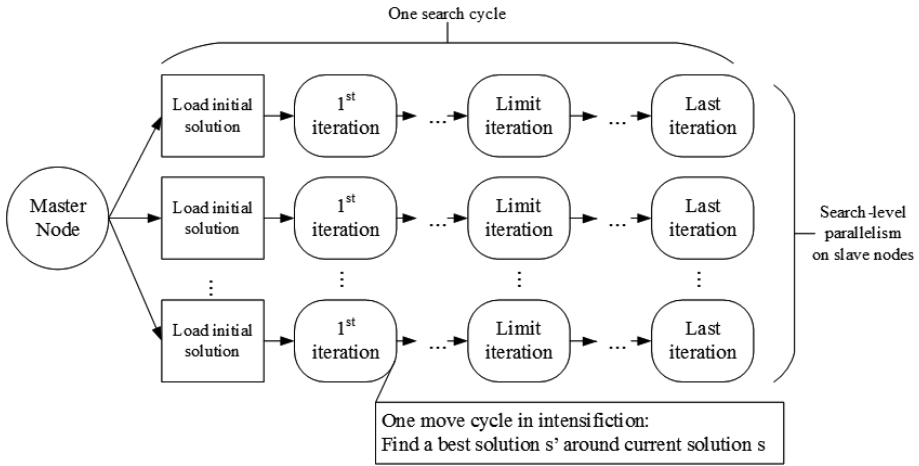 One search cycle
Load initial
solution
1st
iteration
...
Limit
iteration
...
Last
iteration
Master
Node
Load initial
solution
1st
iteration
...
Limit
iteration
...
Last
iteration
Search-level
parallelism
on slave nodes
Load initial
solution
1st
iteration
...
Limit
iteration
...
Last
iteration
One move cycle in intensifiction:
Find a best solution s’ around current solution s